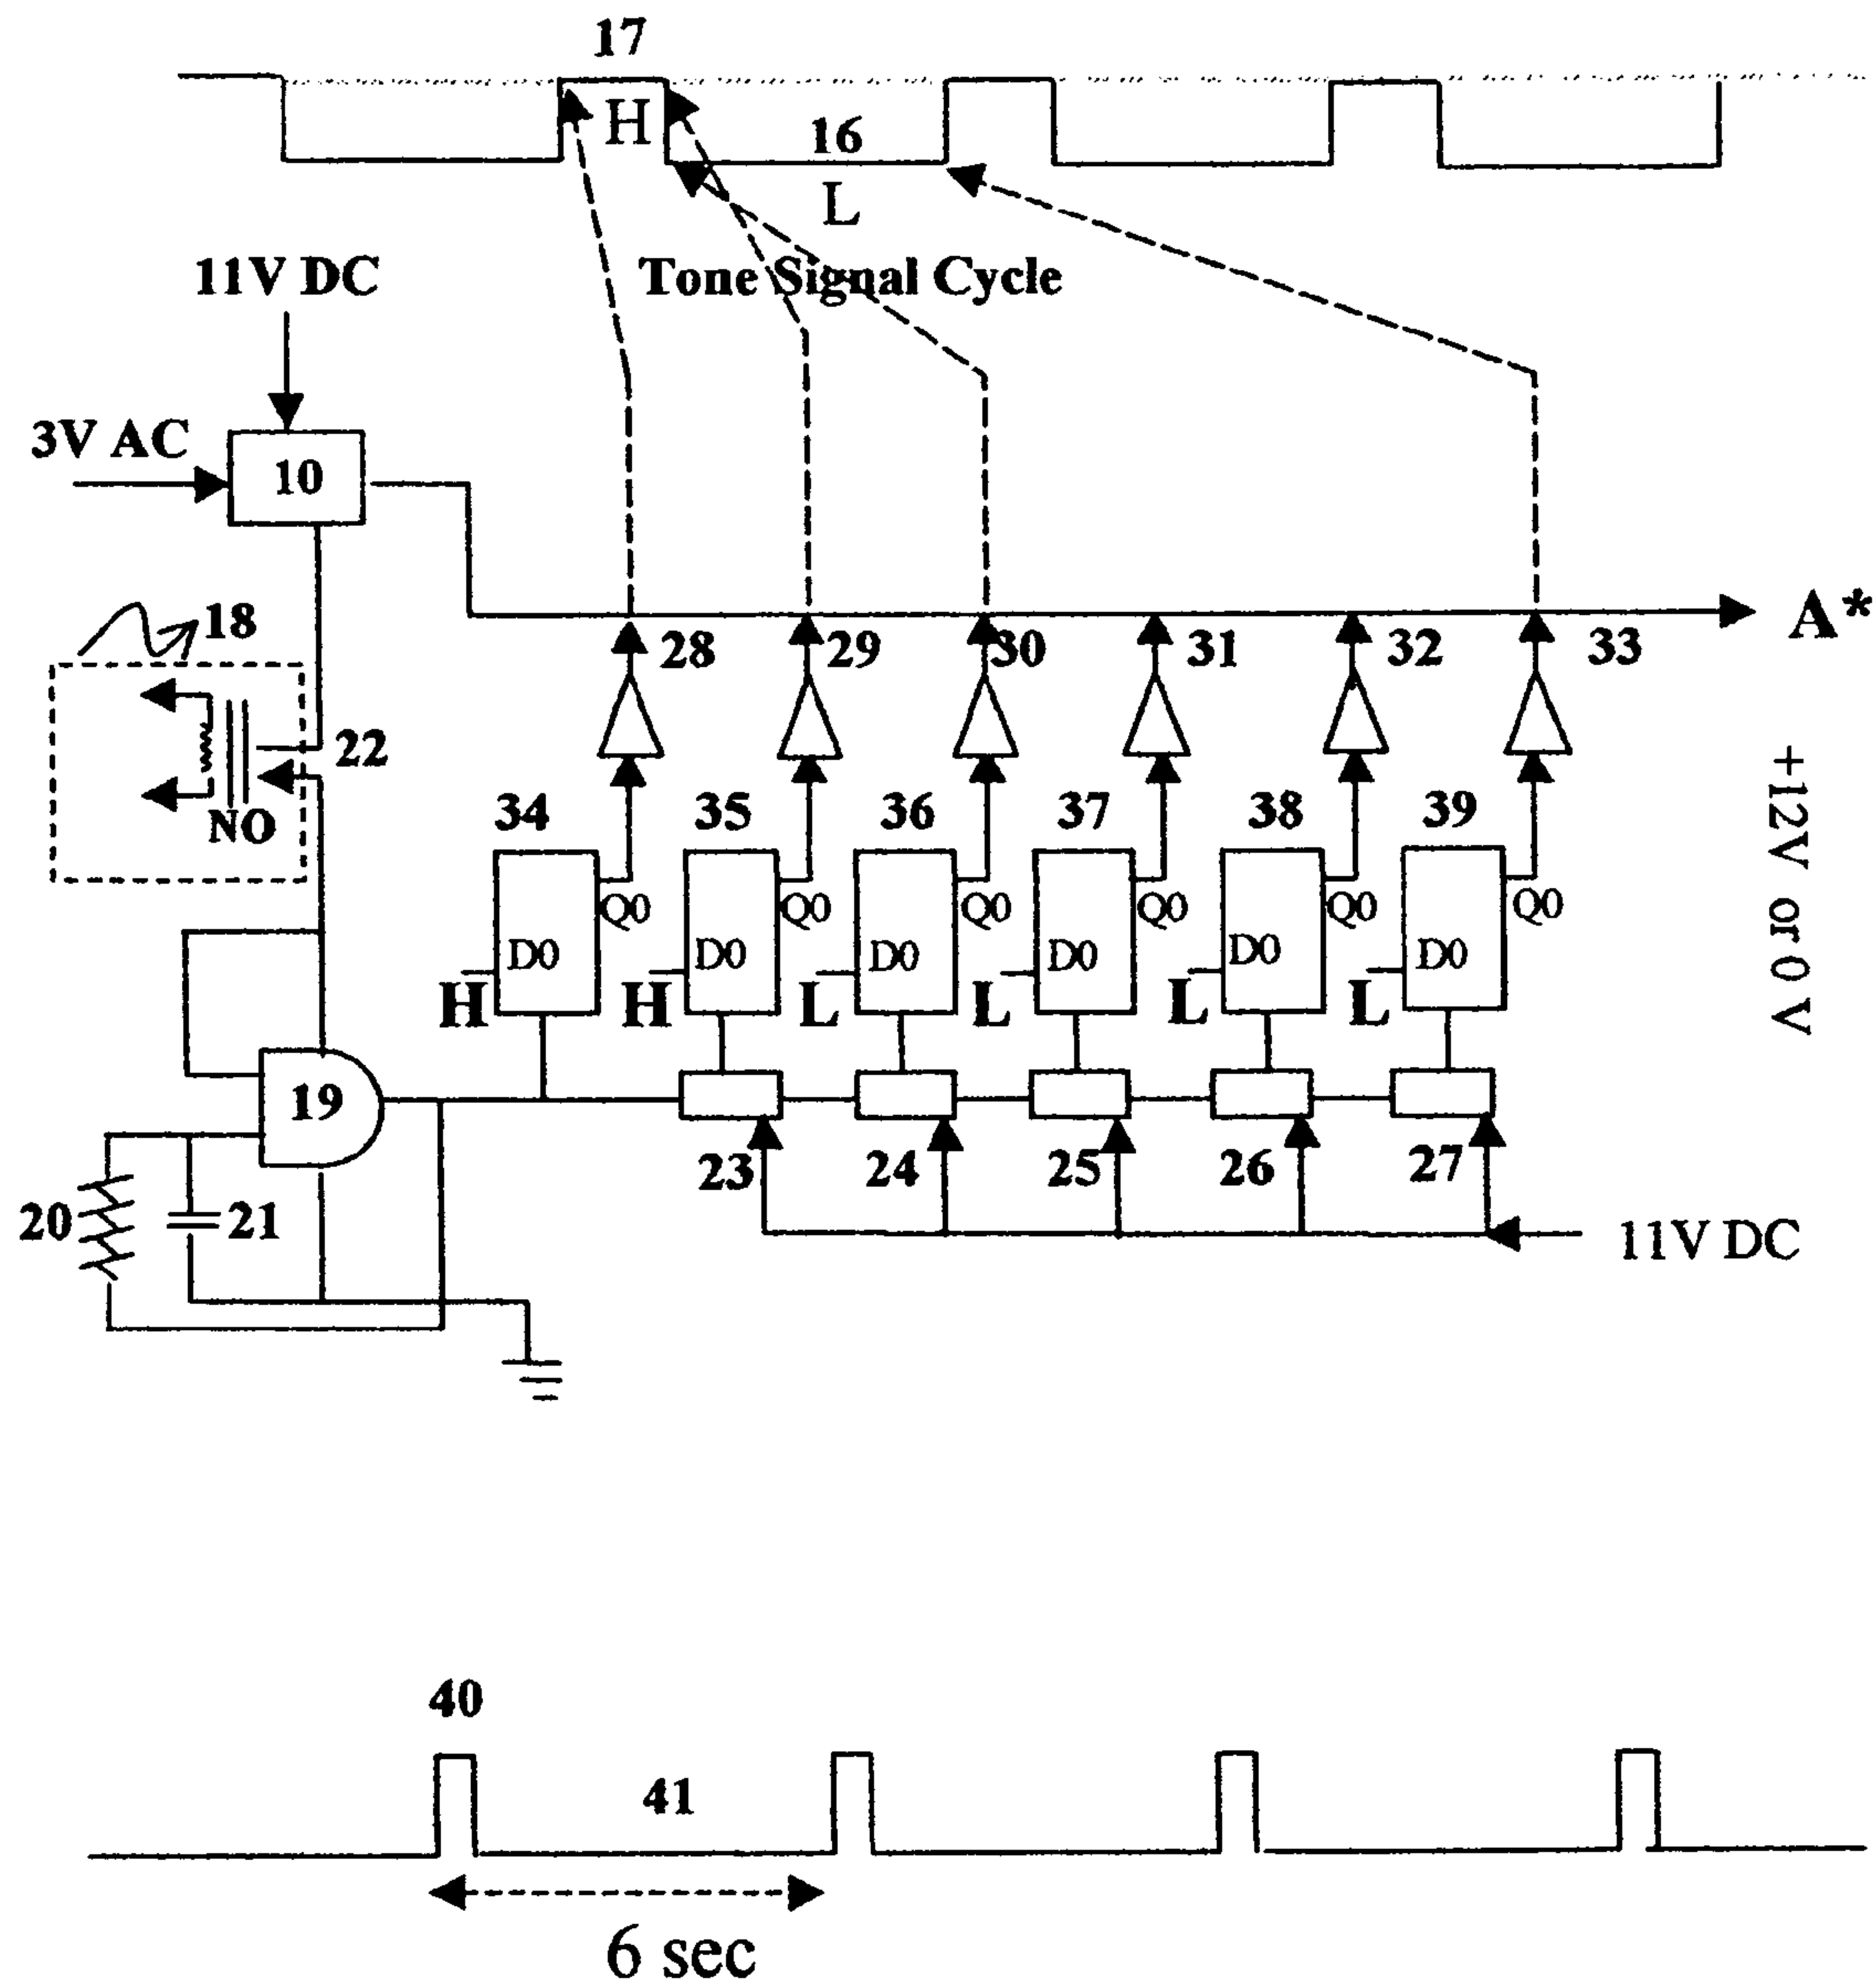 17
H
16
L
11V DC
Tone Signal Cycle
3V AC
10
18
A*
28
29
30
31
32
33
22
NO
+12V or 0 V
34
35
36
37
38
39
Q0
Q0
Q0
Q0
Q0
Q0
D0
D0
D0
D0
D0
D0
H
H
L
L
L
L
19
23
24
25
26
27
20
21
11V DC
40
41
6 sec